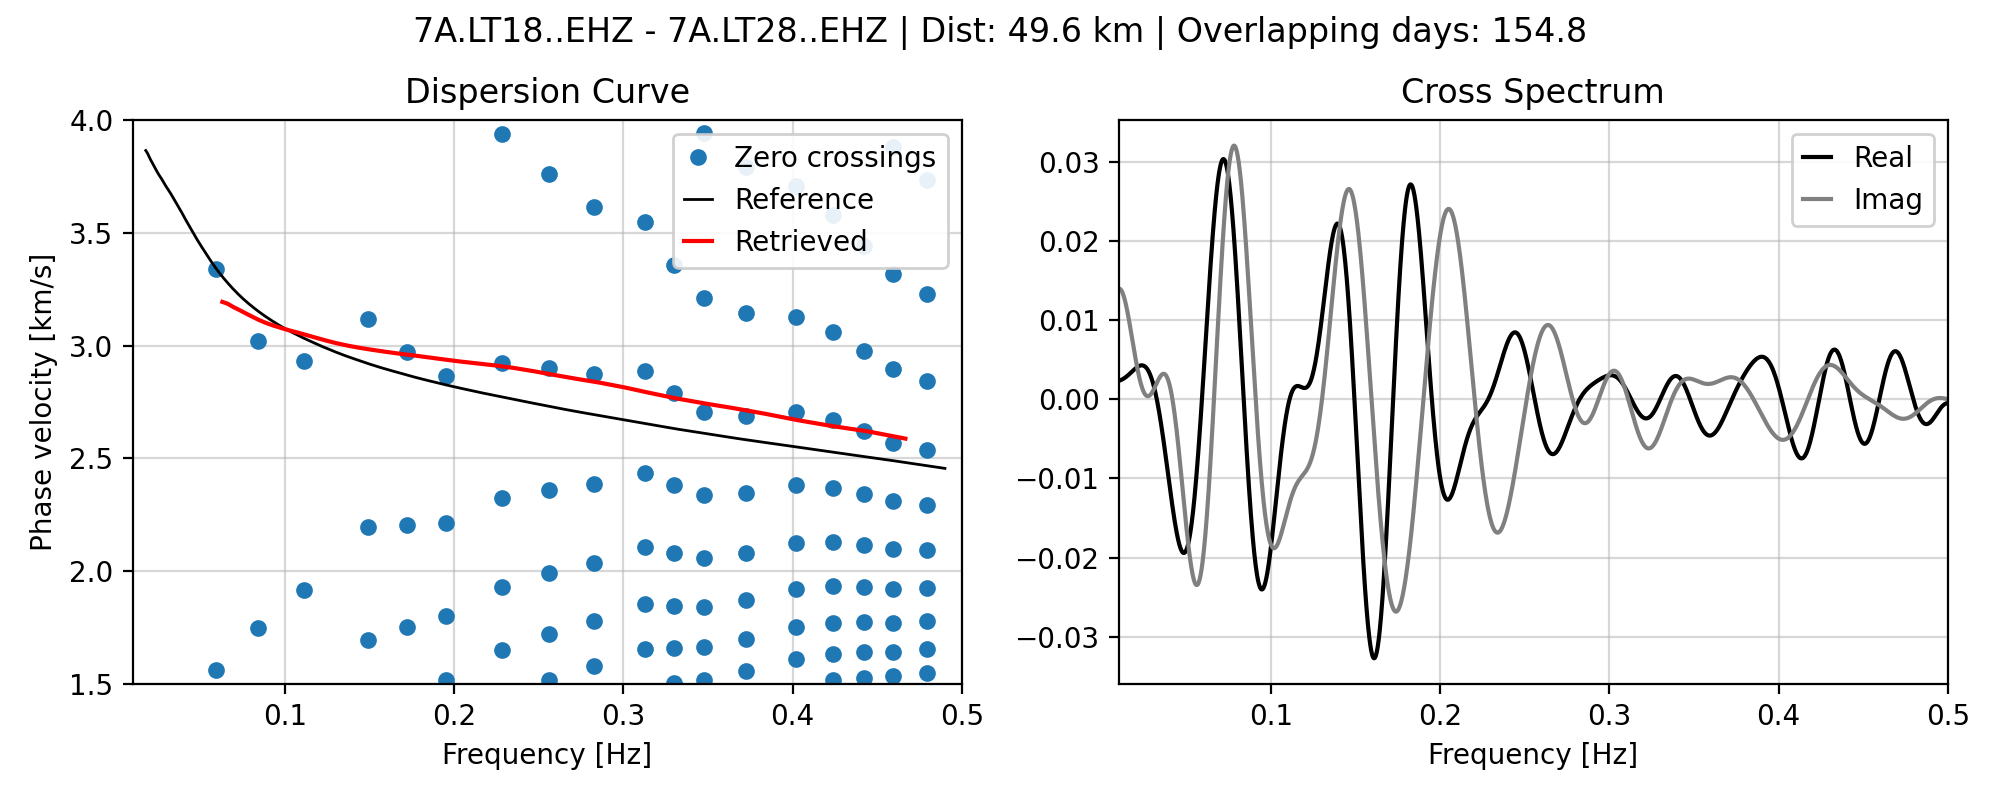 7A.LT18..EHZ - 7A.LT28..EHZ | Dist: 49.6 km | Overlapping days: 154.8
Dispersion Curve
4.0
3.5
3.0
2.5
2.0
1.5
Phase velocity [km/s]
Zero crossings
Reference
Retrieved
0.1
0.2
0.3
0.4
0.5
Frequency [Hz]
Cross Spectrum
0.03
0.02
0.01
0.00
−0.01
−0.02
−0.03
Real
Imag
0.1
0.2
0.3
0.4
0.5
Frequency [Hz]